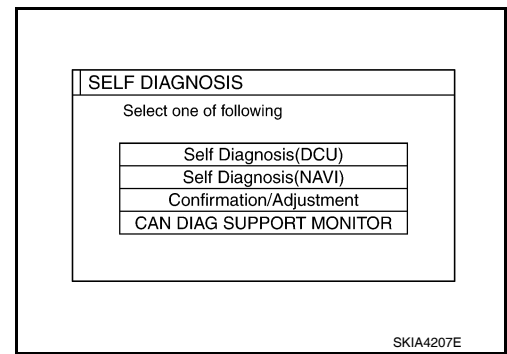 SELF DIAGNOSIS
Select one of following
Self Diagnosis(DCU)
Self Diagnosis(NAVI)
Confirmation/Adjustment
CAN DIAG SUPPORT MONITOR
SKIA4207E